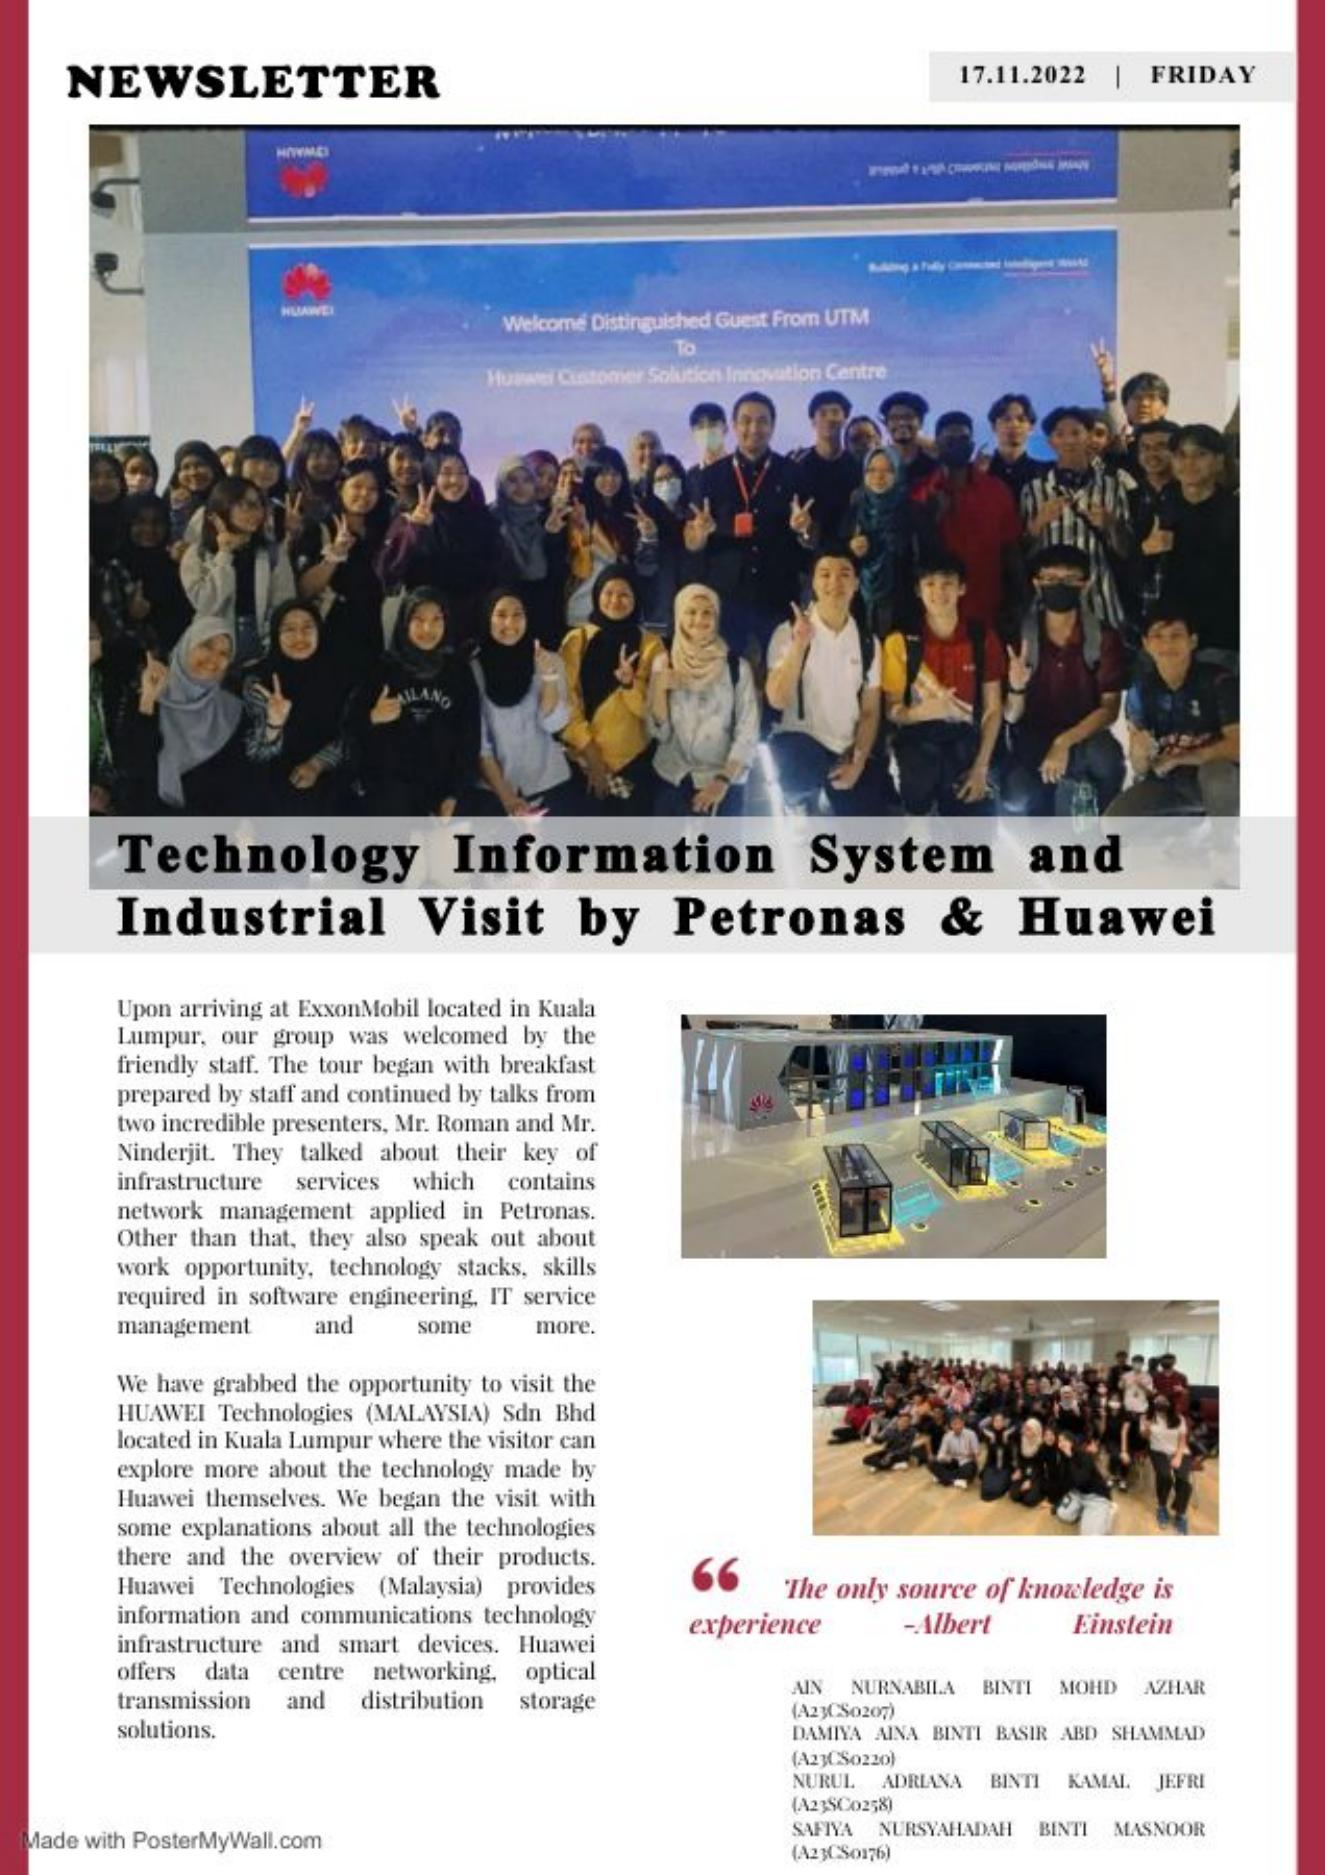 NEWSLETTER
17.11.2022 | FRIDAY
HUAWEI
Building a Fully Connected Intelligent World
HUAWEI
Building a Fully Connected Intelligent World
Welcome Distinguished Guest From UTM
To
Huawei Customer Solution Innovation Centre
Technology Information System and
Industrial Visit by Petronas & Huawei
Upon arriving at ExxonMobil located in Kuala
Lumpur, our group was welcomed by the
friendly staff. The tour began with breakfast
prepared by staff and continued by talks from
two incredible presenters, Mr. Roman and Mr.
Ninderjit. They talked about their key of
infrastructure services which contains
network management applied in Petronas.
Other than that, they also speak out about
work opportunity, technology stacks, skills
required in software engineering, IT service
management and some more.
We have grabbed the opportunity to visit the
HUAWEI Technologies (MALAYSIA) Sdn Bhd
located in Kuala Lumpur where the visitor can
explore more about the technology made by
Huawei themselves. We began the visit with
some explanations about all the technologies
there and the overview of their products.
Huawei Technologies (Malaysia) provides
information and communications technology
infrastructure and smart devices. Huawei
offers data centre networking, optical
transmission and distribution storage
solutions.
“ The only source of knowledge is
experience -Albert Einstein
AIN NURNABILA BINTI MOHD AZHAR
(A23CS0207)
DAMIYA AINA BINTI BASIR ABD SHAMMAD
(A23CS0220)
NURUL ADRIANA BINTI KAMAL JEFRI
(A23SC0258)
SAFIYA NURSYAHADAH BINTI MASNOOR
(A23CS0176)
Made with PosterMyWall.com